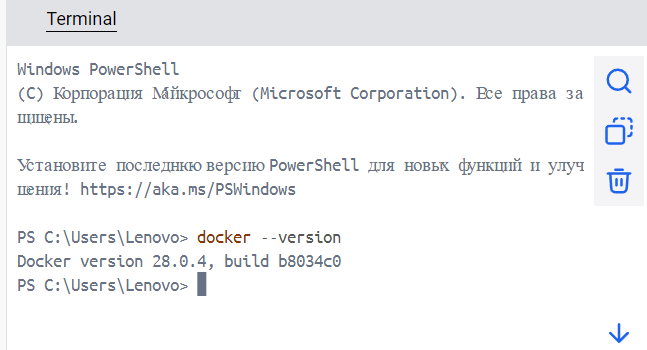 Terminal
Windows PowerShell
(C) Корпорация Майкрософт (Microsoft Corporation). Все права за
щищены.
Установите последнюю версию PowerShell для новых функций и улуч
шения! https://aka.ms/PSWindows
PS C:\Users\Lenovo> docker --version
Docker version 28.0.4, build b8034c0
PS C:\Users\Lenovo>